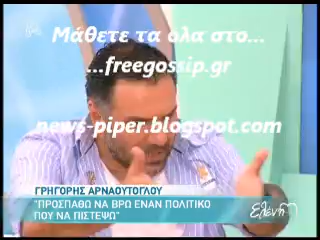 Μάθετε τα όλα στο...
...freegossip.gr
news-piper.blogspot.com
ΓΡΗΓΟΡΗΣ ΑΡΝΑΟΥΤΟΓΛΟΥ
"ΠΡΟΣΠΑΘΩ ΝΑ ΒΡΩ ΕΝΑΝ ΠΟΛΙΤΙΚΟ
ΠΟΥ ΝΑ ΠΙΣΤΕΨΩ"
Ελένη